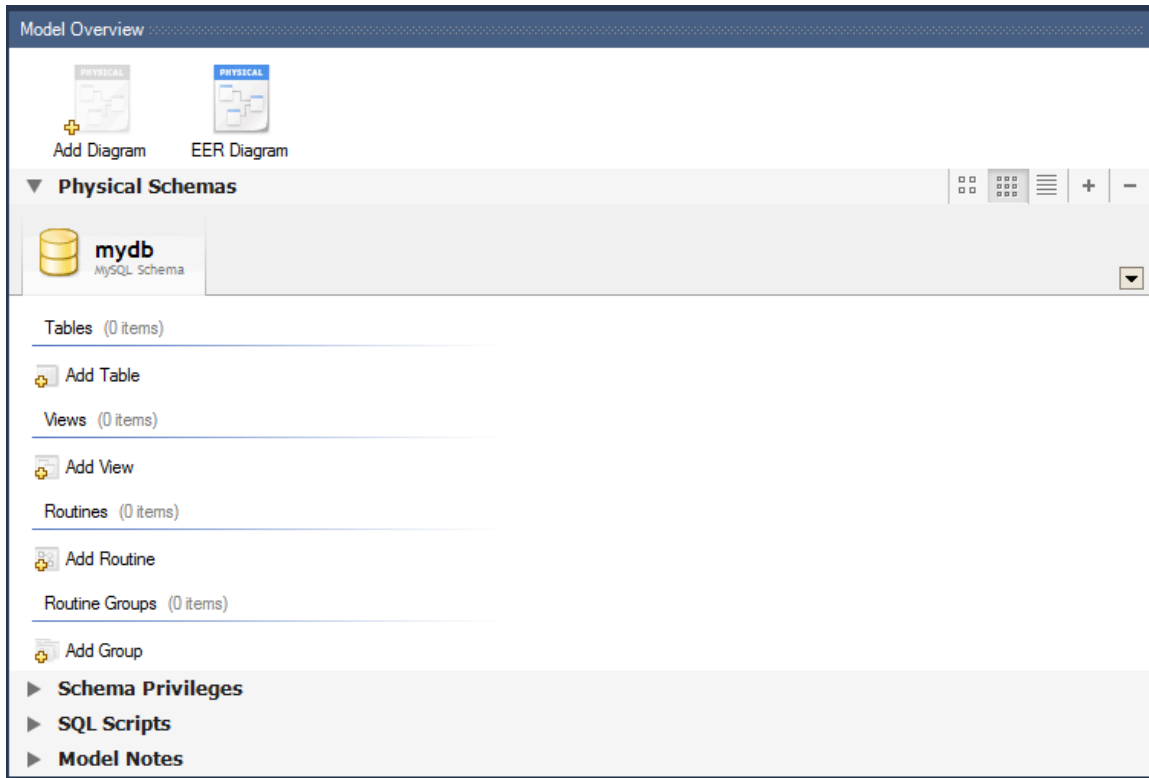 Model Overview
PHYSICAL
PHYSICAL
Add Diagram
EER Diagram
Physical Schemas
mydb
MySQL Schema
Tables (0 items)
Add Table
Views (0 items)
Add View
Routines (0 items)
Add Routine
Routine Groups (0 items)
Add Group
Schema Privileges
SQL Scripts
Model Notes